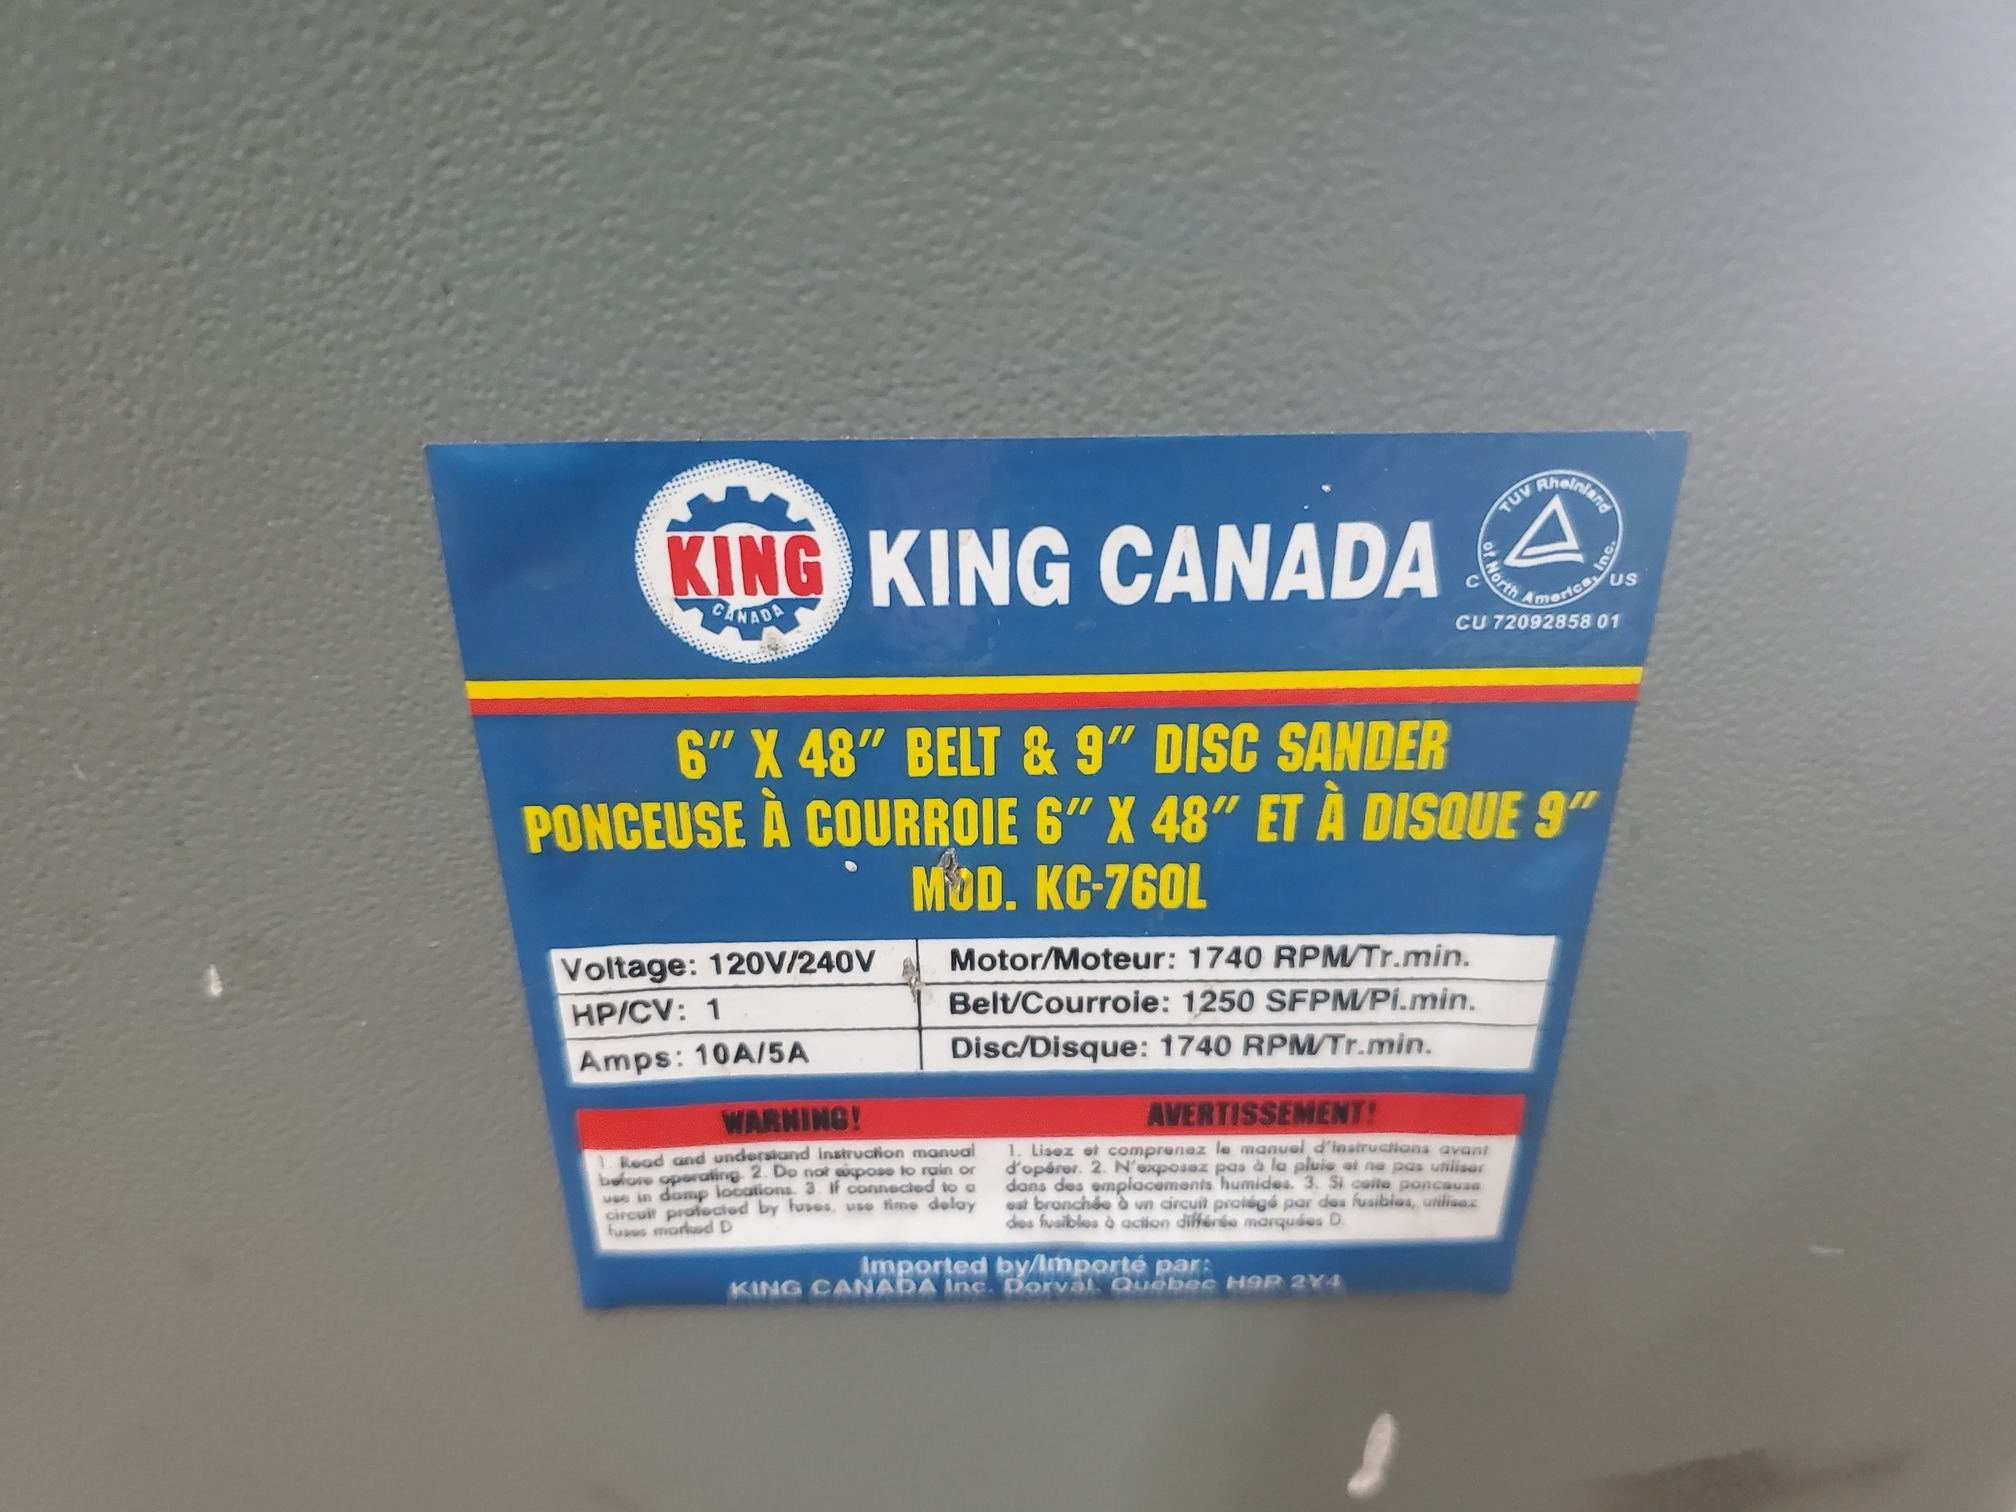 KING
CANADA
KING CANADA
TUV Rheinland
of North America, Inc.
C US
CU 72092858 01
6" X 48" BELT & 9" DISC SANDER
PONCEUSE À COURROIE 6" X 48" ET À DISQUE 9"
MOD. KC-760L
Voltage: 120V/240V
HP/CV: 1
Amps: 10A/5A
Motor/Moteur: 1740 RPM/Tr.min.
Belt/Courroie: 1250 SFPM/Pi.min.
Disc/Disque: 1740 RPM/Tr.min.
WARNING!
1. Read and understand instruction manual
before operating. 2. Do not expose to rain or
use in damp locations. 3. If connected to a
circuit protected by fuses, use time delay
fuses marked D
AVERTISSEMENT!
1. Lisez et comprenez le manuel d'instructions avant
d'opérer. 2. N'exposez pas à la pluie et ne pas utiliser
dans des emplacements humides. 3. Si cette ponceuse
est branchée à un circuit protégé par des fusibles, utilisez
des fusibles à action différée marquées D.
Imported by/Importé par:
KING CANADA Inc. Dorval, Québec H9P 2Y4